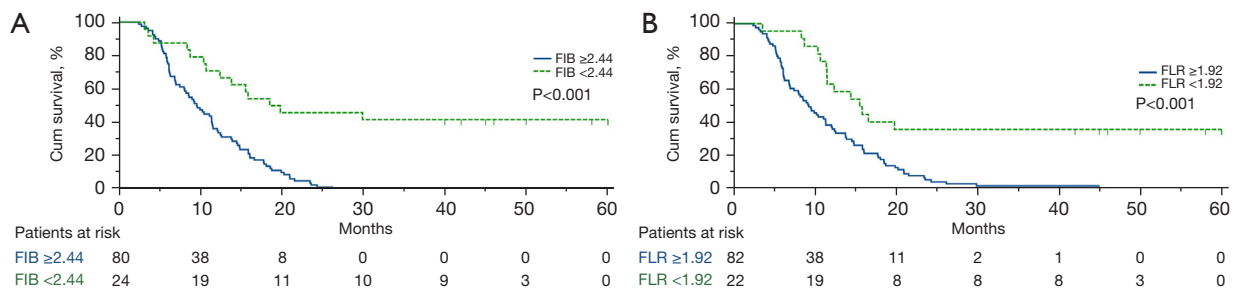 A
Cum survival, %
100
80
60
40
20
0
FIB ≥2.44
FIB <2.44
P<0.001
0 10 20 30 40 50 60
Months
Patients at risk
FIB ≥2.44 80 38 8 0 0 0 0
FIB <2.44 24 19 11 10 9 3 0
B
Cum survival, %
100
80
60
40
20
0
FLR ≥1.92
FLR <1.92
P<0.001
0 10 20 30 40 50 60
Months
Patients at risk
FLR ≥1.92 82 38 11 2 1 0 0
FLR <1.92 22 19 8 8 8 3 0